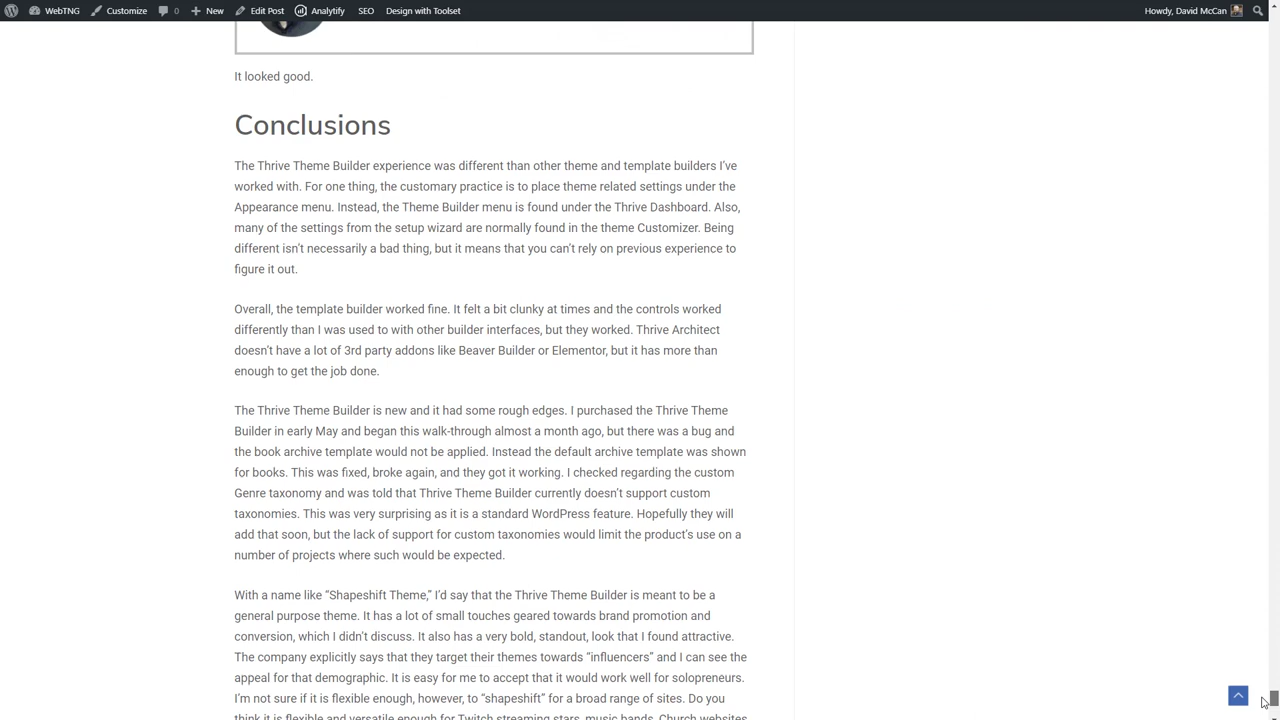 WebTNG Customize 0 New Edit Post Analytify SEO Design with Toolset Howdy, David McCan
It looked good.
Conclusions
The Thrive Theme Builder experience was different than other theme and template builders I've
worked with. For one thing, the customary practice is to place theme related settings under the
Appearance menu. Instead, the Theme Builder menu is found under the Thrive Dashboard. Also,
many of the settings from the setup wizard are normally found in the theme Customizer. Being
different isn't necessarily a bad thing, but it means that you can't rely on previous experience to
figure it out.
Overall, the template builder worked fine. It felt a bit clunky at times and the controls worked
differently than I was used to with other builder interfaces, but they worked. Thrive Architect
doesn't have a lot of 3rd party addons like Beaver Builder or Elementor, but it has more than
enough to get the job done.
The Thrive Theme Builder is new and it had some rough edges. I purchased the Thrive Theme
Builder in early May and began this walk-through almost a month ago, but there was a bug and
the book archive template would not be applied. Instead the default archive template was shown
for books. This was fixed, broke again, and they got it working. I checked regarding the custom
Genre taxonomy and was told that Thrive Theme Builder currently doesn't support custom
taxonomies. This was very surprising as it is a standard WordPress feature. Hopefully they will
add that soon, but the lack of support for custom taxonomies would limit the product's use on a
number of projects where such would be expected.
With a name like “Shapeshift Theme,” I'd say that the Thrive Theme Builder is meant to be a
general purpose theme. It has a lot of small touches geared towards brand promotion and
conversion, which I didn't discuss. It also has a very bold, standout, look that I found attractive.
The company explicitly says that they target their themes towards “influencers” and I can see the
appeal for that demographic. It is easy for me to accept that it would work well for solopreneurs.
I'm not sure if it is flexible enough, however, to “shapeshift” for a broad range of sites. Do you
think it is flexible and versatile enough for Twitch streaming stars, music bands, Church websites